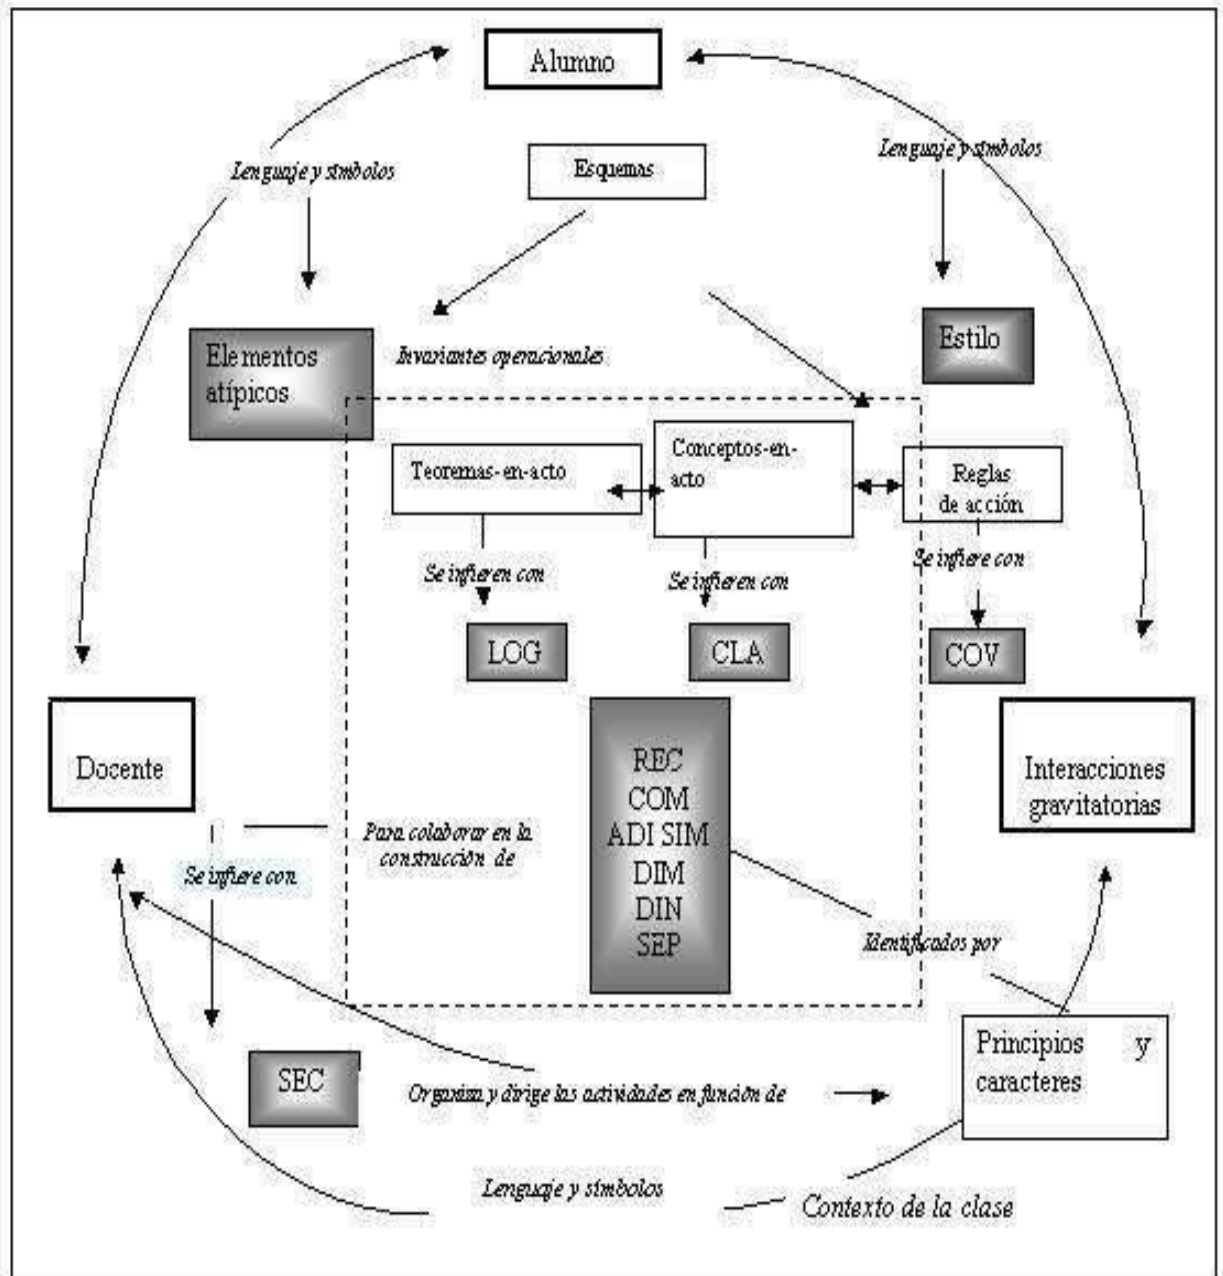 Alumno
Lenguaje y símbolos
Lenguaje y símbolos
Esquemas
Elementos
atípicos
Invariantes operacionales
Estilo
Teoremas-en-acto
Conceptos-en-
acto
Reglas
de acción
Se infieren con
Se infieren con
Se infiere con
LOG
CLA
COV
Docente
REC
COM
ADI SIM
DIM
DIN
SEP
Interacciones
gravitatorias
Para colaborar en la
construcción de
Se infiere con
Identificados por
Principios y
caracteres
SEC
Organiza y dirige las actividades en función de
Lenguaje y símbolos
Contexto de la clase